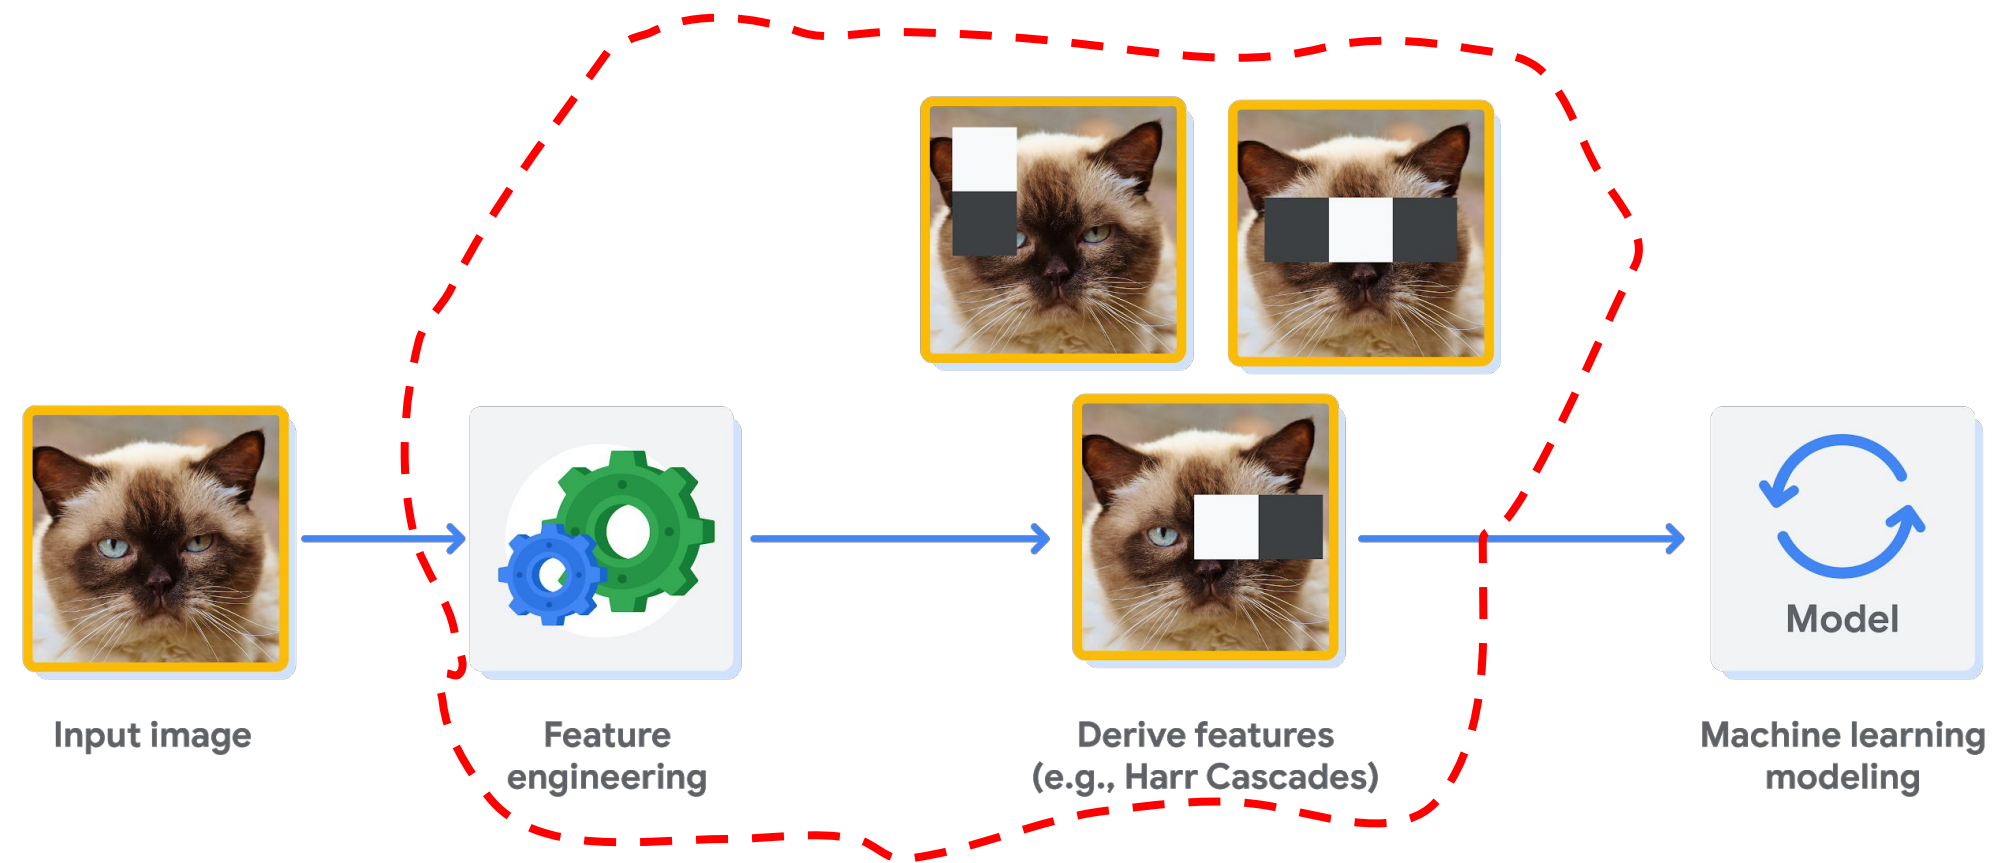 Model
Input image
Feature
engineering
Derive features
(e.g., Harr Cascades)
Machine learning
modeling